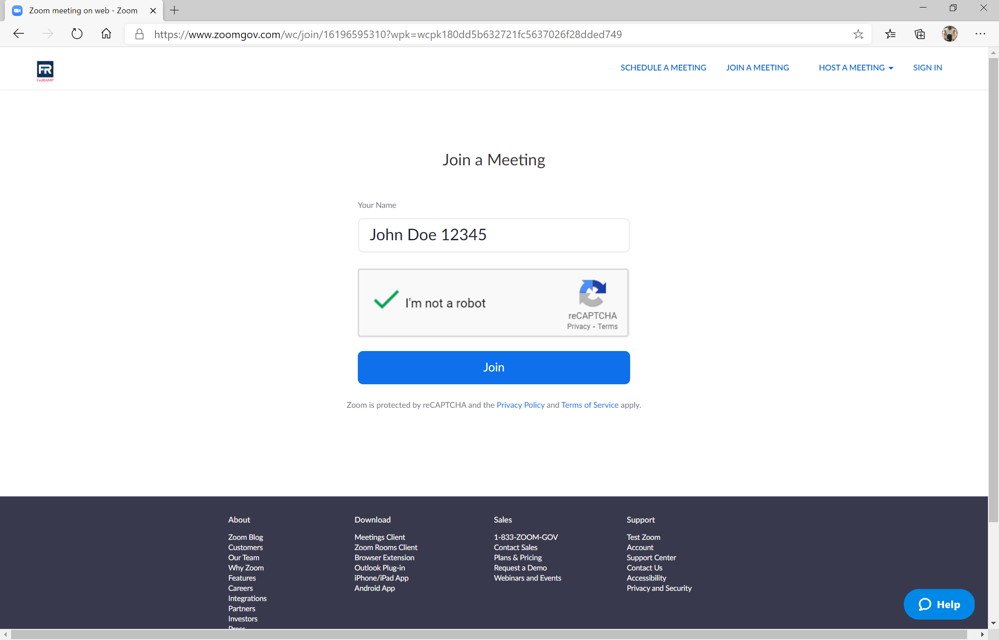 Zoom meeting on web - Zoom
https://www.zoomgov.com/wc/join/16196595310?wpk=wcpk180dd5b632721fc5637026f28dded749
FR
FedRAMP
SCHEDULE A MEETING
JOIN A MEETING
HOST A MEETING
SIGN IN
Join a Meeting
Your Name
John Doe 12345
I'm not a robot
reCAPTCHA
Privacy - Terms
Join
Zoom is protected by reCAPTCHA and the Privacy Policy and Terms of Service apply.
About
Zoom Blog
Customers
Our Team
Why Zoom
Features
Careers
Integrations
Partners
Investors
Press
Download
Meetings Client
Zoom Rooms Client
Browser Extension
Outlook Plug-in
iPhone/iPad App
Android App
Sales
1-833-ZOOM-GOV
Contact Sales
Plans & Pricing
Request a Demo
Webinars and Events
Support
Test Zoom
Account
Support Center
Contact Us
Accessibility
Privacy and Security
Help